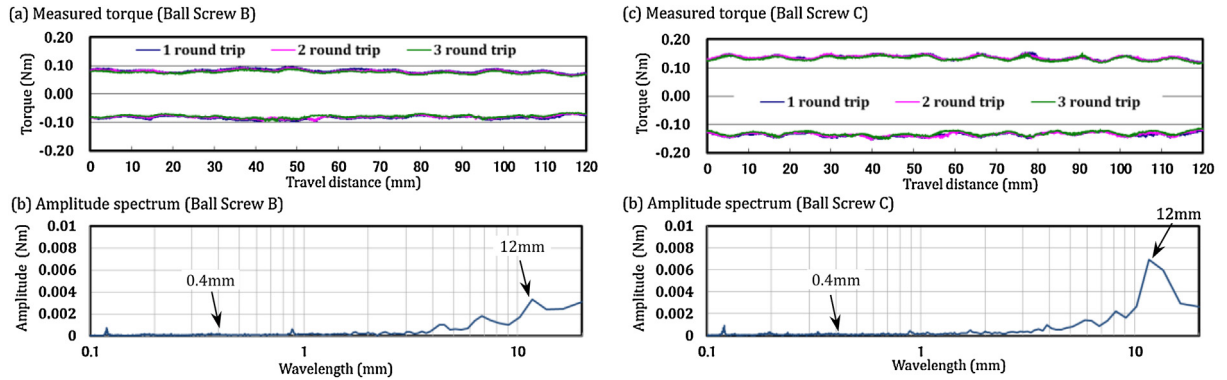 (a) Measured torque (Ball Screw B)
Torque (Nm)
0.20
0.10
0.00
-0.10
-0.20
1 round trip 2 round trip 3 round trip
0 10 20 30 40 50 60 70 80 90 100 110 120
Travel distance (mm)
(b) Amplitude spectrum (Ball Screw B)
Amplitude (Nm)
0.01
0.008
0.006
0.004
0.002
0
0.4mm
12mm
0.1 1 10
Wavelength (mm)
(c) Measured torque (Ball Screw C)
Torque (Nm)
0.20
0.10
0.00
-0.10
-0.20
1 round trip 2 round trip 3 round trip
0 10 20 30 40 50 60 70 80 90 100 110 120
Travel distance (mm)
(b) Amplitude spectrum (Ball Screw C)
Amplitude (Nm)
0.01
0.008
0.006
0.004
0.002
0
0.4mm
12mm
0.1 1 10
Wavelength (mm)